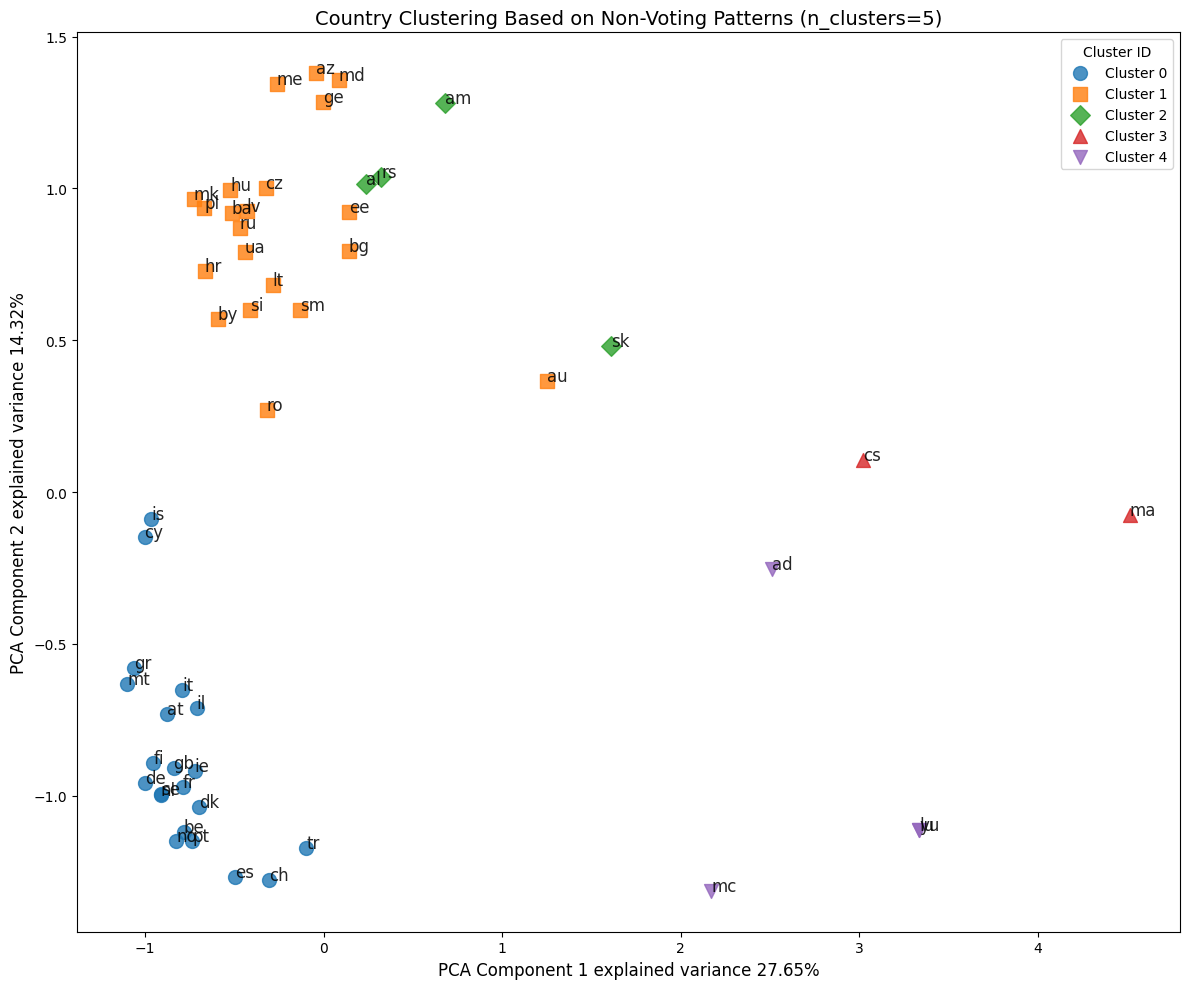 Country Clustering Based on Non-Voting Patterns (n_clusters=5)
Cluster ID
Cluster 0
Cluster 1
Cluster 2
Cluster 3
Cluster 4
PCA Component 2 explained variance 14.32%
1.5
1.0
0.5
0.0
−0.5
−1.0
az
me
md
ge
am
rs
al
cz
hu
mk
pl
ba
lv
ee
ru
ua
bg
hr
lt
si
sm
by
sk
au
ro
cs
ma
is
cy
ad
gr
mt
it
il
at
fi
gb
ie
de
fr
dk
be
no
pt
tr
es
ch
mc
−1
0
1
2
3
4
PCA Component 1 explained variance 27.65%